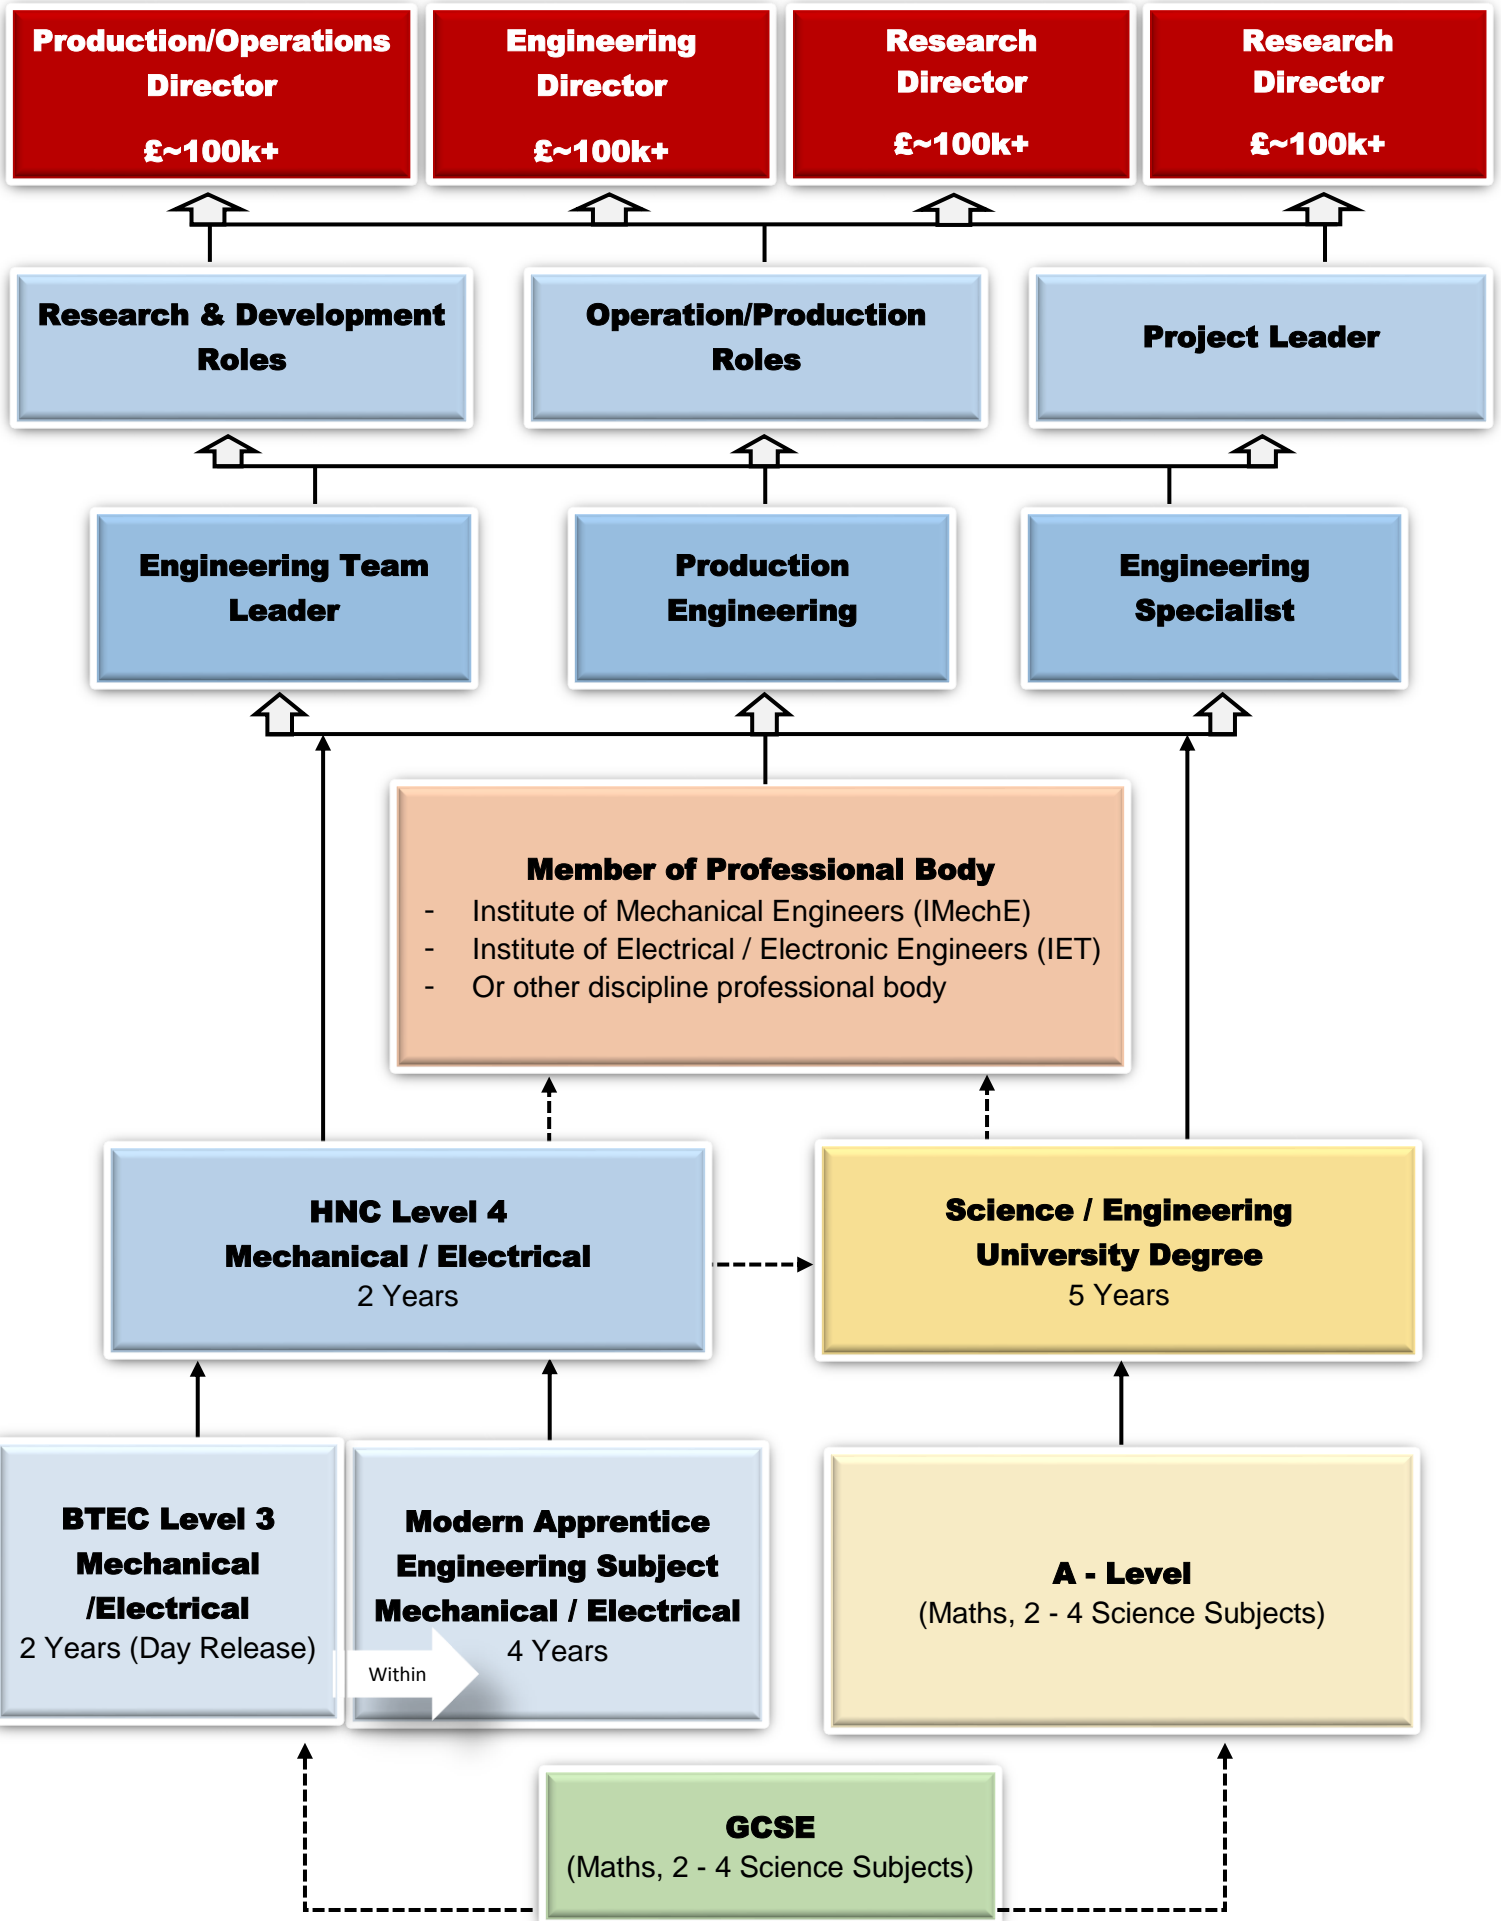 Production/Operations
Director
£~100k+
Engineering
Director
£~100k+
Research
Director
£~100k+
Research
Director
£~100k+
Research & Development
Roles
Operation/Production
Roles
Project Leader
Engineering Team
Leader
Production
Engineering
Engineering
Specialist
Member of Professional Body
- Institute of Mechanical Engineers (IMechE)
- Institute of Electrical / Electronic Engineers (IET)
- Or other discipline professional body
HNC Level 4
Mechanical / Electrical
2 Years
Science / Engineering
University Degree
5 Years
BTEC Level 3
Mechanical
/Electrical
2 Years (Day Release)
Within
Modern Apprentice
Engineering Subject
Mechanical / Electrical
4 Years
A - Level
(Maths, 2 - 4 Science Subjects)
GCSE
(Maths, 2 - 4 Science Subjects)